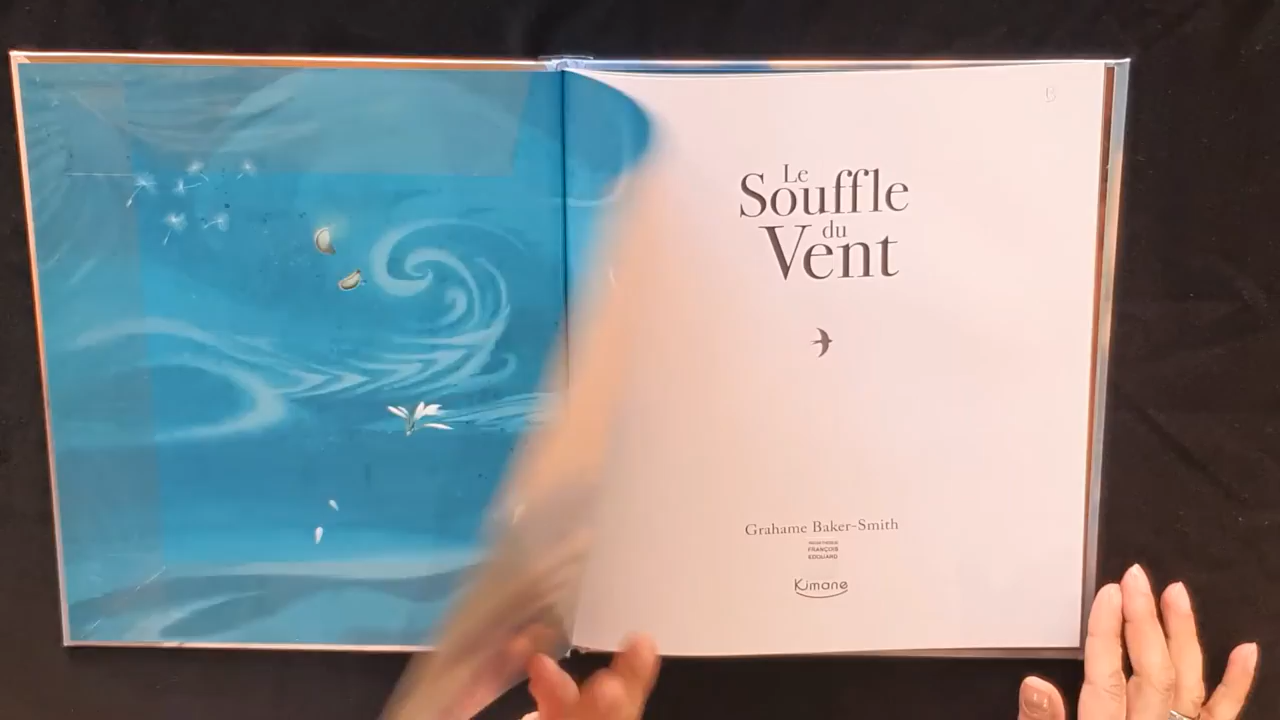 Le
Souffle
du
Vent
Grahame Baker-Smith
FRANÇOIS
EDOUARD
Kimane